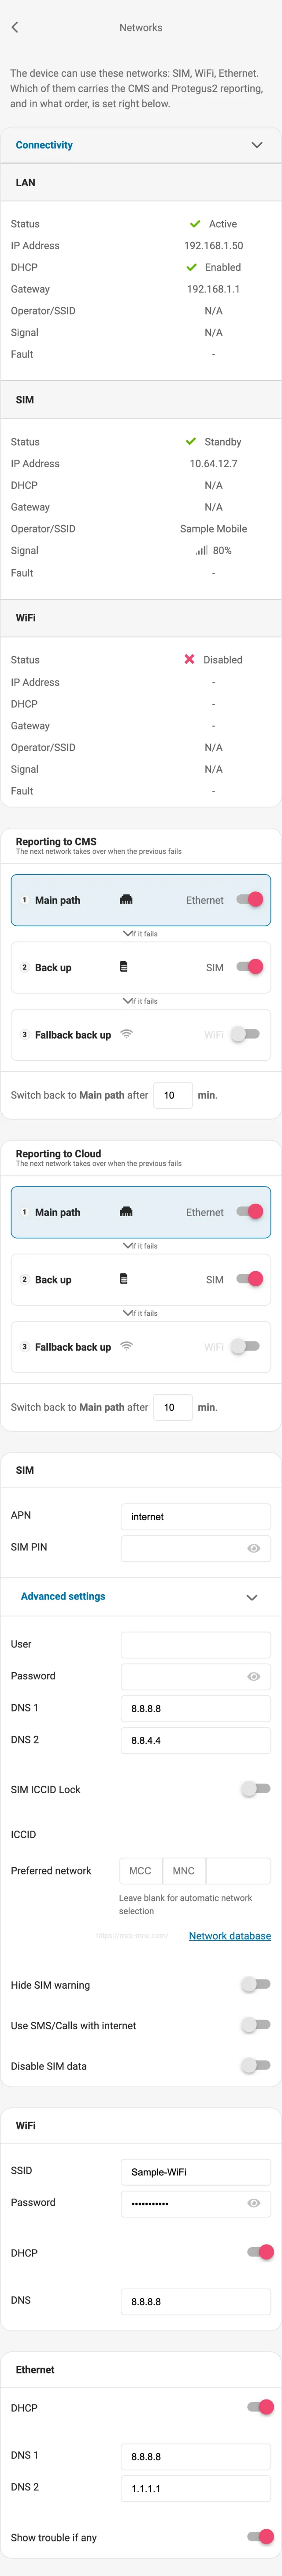 Networks
The device can use these networks: SIM, WiFi, Ethernet.
Which of them carries the CMS and Protegus2 reporting,
and in what order, is set right below.
Connectivity
LAN
Status Active
IP Address 192.168.1.50
DHCP Enabled
Gateway 192.168.1.1
Operator/SSID N/A
Signal N/A
Fault -
SIM
Status Standby
IP Address 10.64.12.7
DHCP N/A
Gateway N/A
Operator/SSID Sample Mobile
Signal 80%
Fault -
WiFi
Status Disabled
IP Address -
DHCP -
Gateway -
Operator/SSID N/A
Signal N/A
Fault -
Reporting to CMS
The next network takes over when the previous fails
1 Main path Ethernet
If it fails
2 Back up SIM
If it fails
3 Fallback back up WiFi
Switch back to Main path after 10 min.
Reporting to Cloud
The next network takes over when the previous fails
1 Main path Ethernet
If it fails
2 Back up SIM
If it fails
3 Fallback back up WiFi
Switch back to Main path after 10 min.
SIM
APN internet
SIM PIN
Advanced settings
User
Password
DNS 1 8.8.8.8
DNS 2 8.8.4.4
SIM ICCID Lock
ICCID
Preferred network MCC MNC
Leave blank for automatic network
selection
Network database
Hide SIM warning
Use SMS/Calls with internet
Disable SIM data
WiFi
SSID Sample-WiFi
Password •••••••••••
DHCP
DNS 8.8.8.8
Ethernet
DHCP
DNS 1 8.8.8.8
DNS 2 1.1.1.1
Show trouble if any